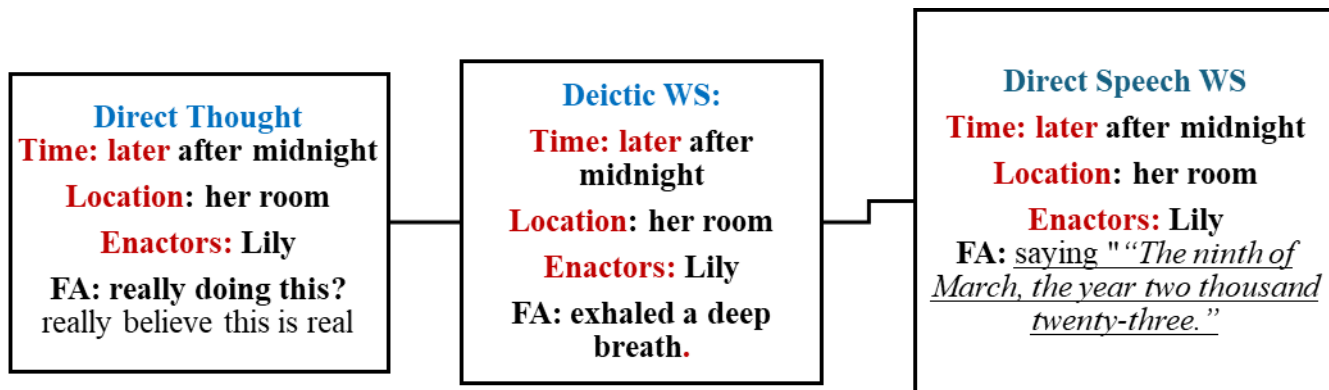 Direct Thought
Time: later after midnight
Location: her room
Enactors: Lily
FA: really doing this?
really believe this is real
Deictic WS:
Time: later after
midnight
Location: her room
Enactors: Lily
FA: exhaled a deep
breath.
Direct Speech WS
Time: later after midnight
Location: her room
Enactors: Lily
FA: saying "“The ninth of
March, the year two thousand
twenty-three.”